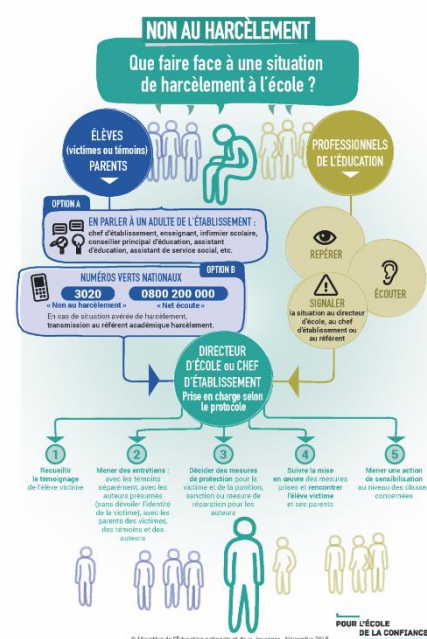 NON AU HARCÈLEMENT
Que faire face à une situation
de harcèlement à l'école ?
ÉLÈVES
(victimes ou témoins)
PARENTS
PROFESSIONNELS
DE L'ÉDUCATION
OPTION A
EN PARLER À UN ADULTE DE L'ÉTABLISSEMENT :
chef d'établissement, enseignant, infirmier scolaire,
conseiller principal d'éducation, assistant
d'éducation, assistant de service social, etc.
OPTION B
NUMÉROS VERTS NATIONAUX
3020
0800 200 000
« Non au harcèlement »
« Net écoute »
En cas de situation avérée de harcèlement,
transmission au référent académique harcèlement.
REPÉRER
ÉCOUTER
SIGNALER
la situation au directeur
d'école, au chef
d'établissement ou
au référent
DIRECTEUR
D'ÉCOLE ou CHEF
D'ÉTABLISSEMENT
Prise en charge selon
le protocole
1
Recueillir
le témoignage
de l'élève victime
2
Mener des entretiens :
avec les témoins
séparément, avec les
auteurs présumés
(sans dévoiler l'identité
de la victime), avec les
parents des victimes,
des témoins et des
auteurs
3
Décider des mesures
de protection pour la
victime et de la punition,
sanction ou mesure de
réparation pour les
auteurs
4
Suivre la mise
en œuvre des mesures
prises et rencontrer
l'élève victime
et ses parents
5
Mener une action
de sensibilisation
au niveau des classes
concernées
POUR L'ÉCOLE
DE LA CONFIANCE